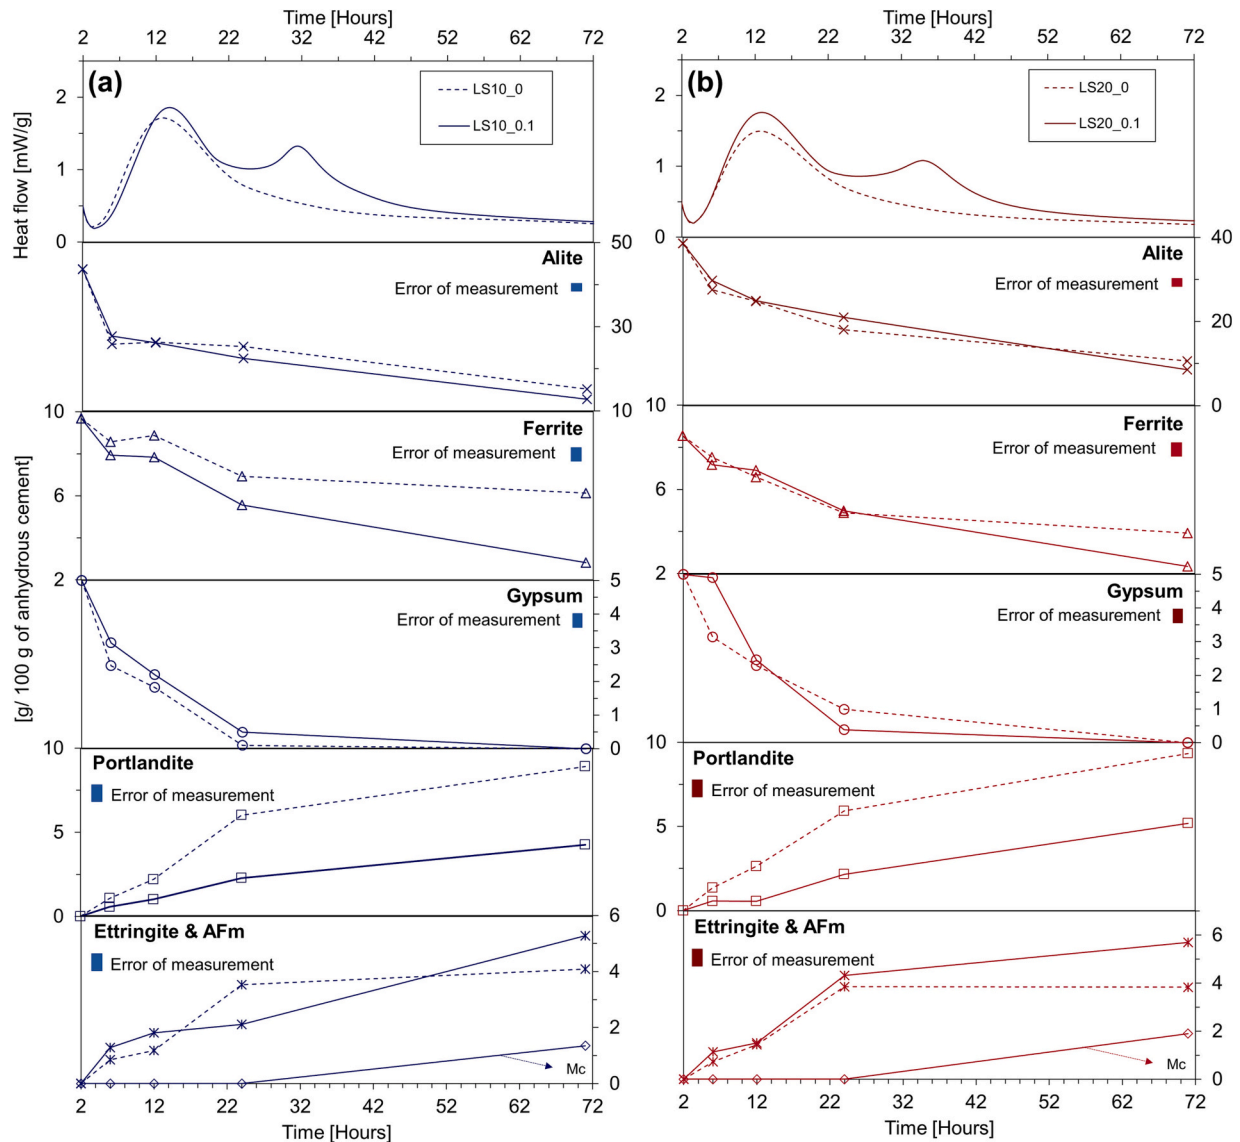 Time [Hours]
2 12 22 32 42 52 62 72
(a)
LS10_0
LS10_0.1
2
1
0
Heat flow [mW/g]
Alite
Error of measurement
50
30
10
10
Ferrite
Error of measurement
6
2
Gypsum
Error of measurement
5
4
3
2
1
0
[g/ 100 g of anhydrous cement]
10
Portlandite
Error of measurement
5
0
Ettringite & AFm
Error of measurement
6
4
2
0
Mc
2 12 22 32 42 52 62 72
Time [Hours]
Time [Hours]
2 12 22 32 42 52 62 72
(b)
LS20_0
LS20_0.1
2
1
0
Alite
Error of measurement
40
20
0
10
Ferrite
Error of measurement
6
2
Gypsum
Error of measurement
5
4
3
2
1
0
10
Portlandite
Error of measurement
5
0
Ettringite & AFm
Error of measurement
6
4
2
0
Mc
2 12 22 32 42 52 62 72
Time [Hours]